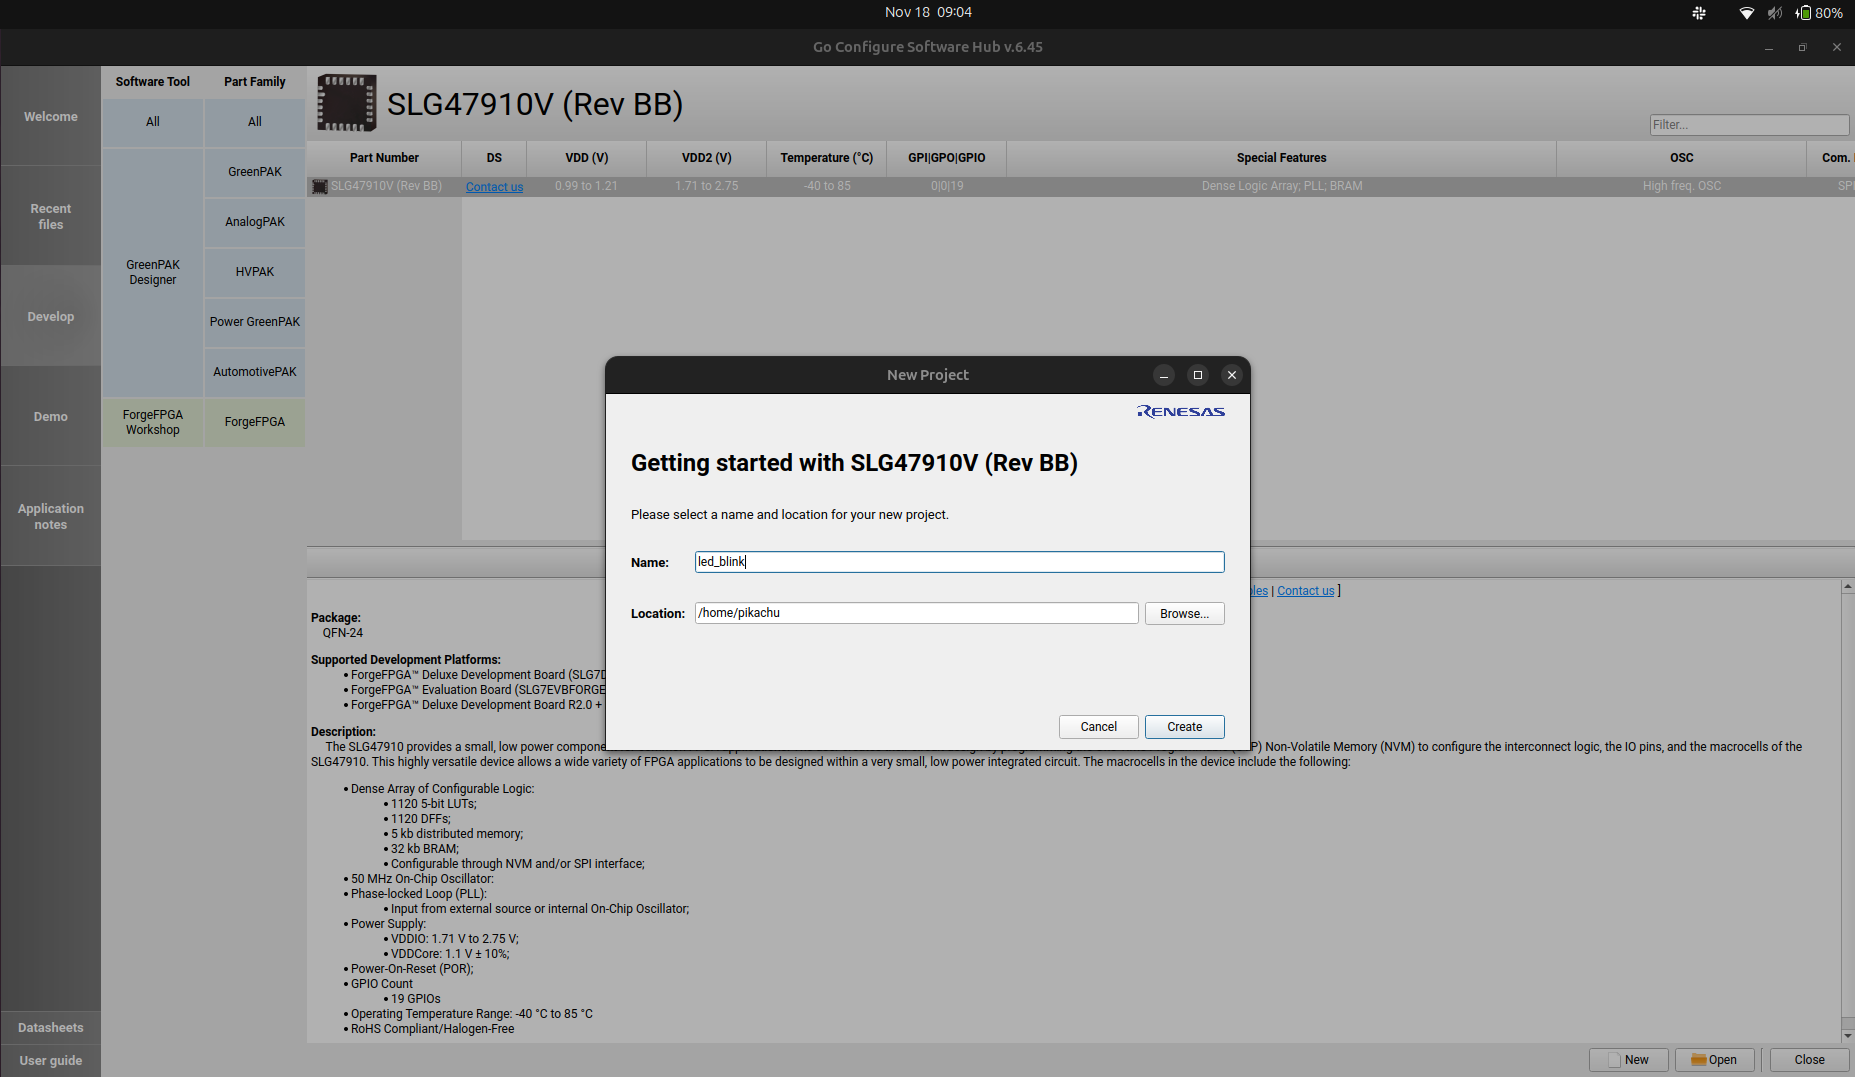 Nov 18 09:04
80%
Go Configure Software Hub v.6.45
Welcome
Recent
files
Develop
Demo
Application
notes
Datasheets
User guide
Software Tool
Part Family
All
All
GreenPAK
Designer
GreenPAK
AnalogPAK
HVPAK
Power GreenPAK
AutomotivePAK
ForgeFPGA
Workshop
ForgeFPGA
SLG47910V (Rev BB)
Filter...
Part Number DS VDD (V) VDD2 (V) Temperature (°C) GPI|GPO|GPIO Special Features OSC Com.
SLG47910V (Rev BB) Contact us 0.99 to 1.21 1.71 to 2.75 -40 to 85 0|0|19 Dense Logic Array; PLL; BRAM High freq. OSC SPI
New Project
RENESAS
Getting started with SLG47910V (Rev BB)
Please select a name and location for your new project.
Name: led_blink
Location: /home/pikachu Browse...
Cancel Create
| Contact us ]
Package:
QFN-24
Supported Development Platforms:
• ForgeFPGA™ Deluxe Development Board (SLG7
• ForgeFPGA™ Evaluation Board (SLG7EVBFORGE
• ForgeFPGA™ Deluxe Development Board R2.0 +
Description:
The SLG47910 provides a small, low power P) Non-Volatile Memory (NVM) to configure the interconnect logic, the IO pins, and the macrocells of the
SLG47910. This highly versatile device allows a wide variety of FPGA applications to be designed within a very small, low power integrated circuit. The macrocells in the device include the following:
• Dense Array of Configurable Logic:
• 1120 5-bit LUTs;
• 1120 DFFs;
• 5 kb distributed memory;
• 32 kb BRAM;
• Configurable through NVM and/or SPI interface;
• 50 MHz On-Chip Oscillator:
• Phase-locked Loop (PLL):
• Input from external source or internal On-Chip Oscillator;
• Power Supply:
• VDDIO: 1.71 V to 2.75 V;
• VDDCore: 1.1 V ± 10%;
• Power-On-Reset (POR);
• GPIO Count
• 19 GPIOs
• Operating Temperature Range: -40 °C to 85 °C
• RoHS Compliant/Halogen-Free
New Open Close